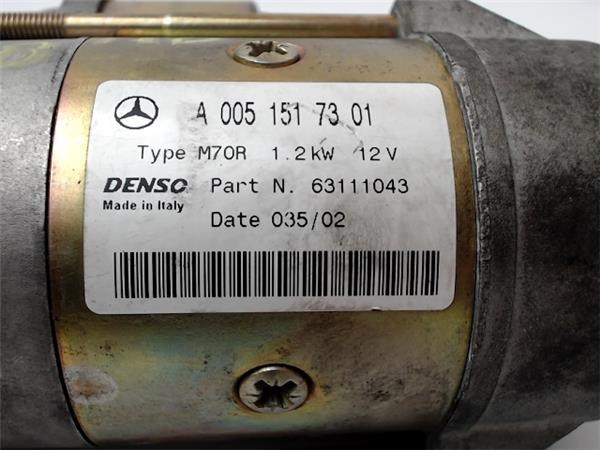 A 005 151 73 01
Type M70R 1.2kW 12V
DENSO Part N. 63111043
Made in Italy
Date 035/02